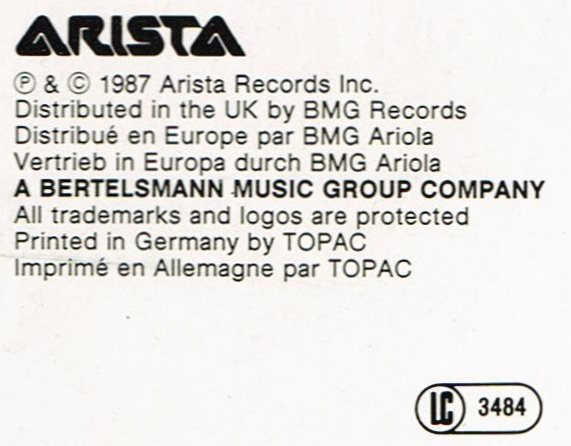 ARISTA
℗ & © 1987 Arista Records Inc.
Distributed in the UK by BMG Records
Distribué en Europe par BMG Ariola
Vertrieb in Europa durch BMG Ariola
A BERTELSMANN MUSIC GROUP COMPANY
All trademarks and logos are protected
Printed in Germany by TOPAC
Imprimé en Allemagne par TOPAC
LC 3484